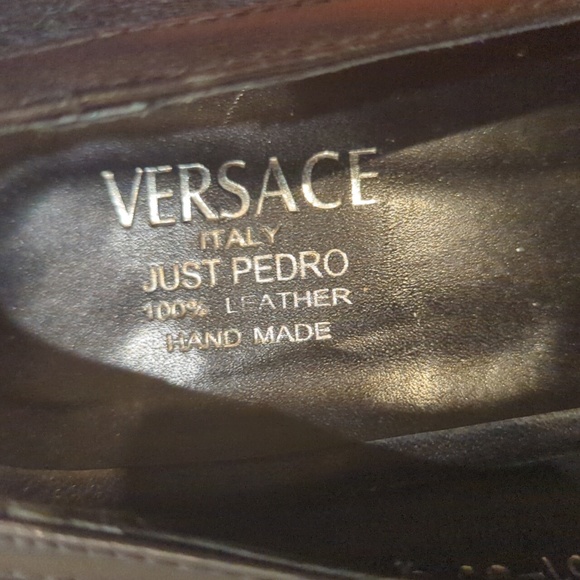 VERSACE
ITALY
JUST PEDRO
100% LEATHER
HAND MADE